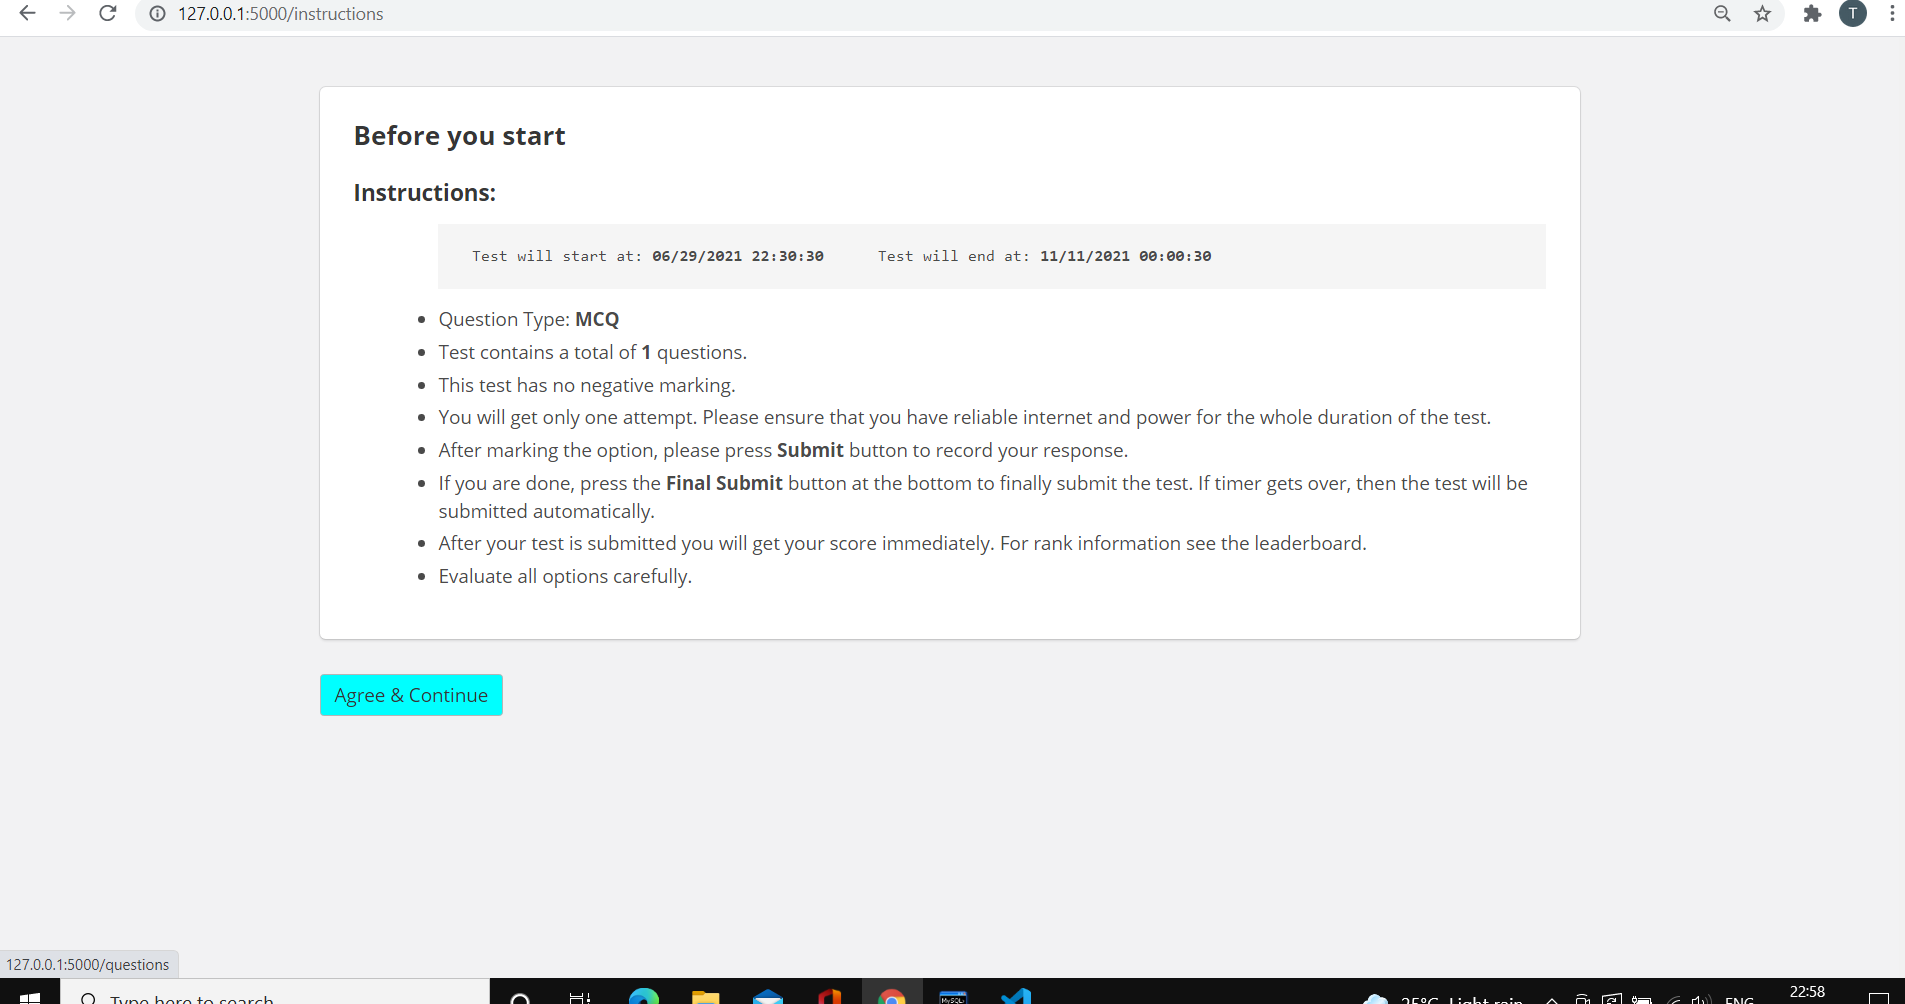 127.0.0.1:5000/instructions
T
Before you start
Instructions:
Test will start at: 06/29/2021 22:30:30 Test will end at: 11/11/2021 00:00:30
Question Type: MCQ
Test contains a total of 1 questions.
This test has no negative marking.
You will get only one attempt. Please ensure that you have reliable internet and power for the whole duration of the test.
After marking the option, please press Submit button to record your response.
If you are done, press the Final Submit button at the bottom to finally submit the test. If timer gets over, then the test will be
submitted automatically.
After your test is submitted you will get your score immediately. For rank information see the leaderboard.
Evaluate all options carefully.
Agree & Continue
127.0.0.1:5000/questions
Type here to search
MySQL
25°C Light rain
ENG
22:58